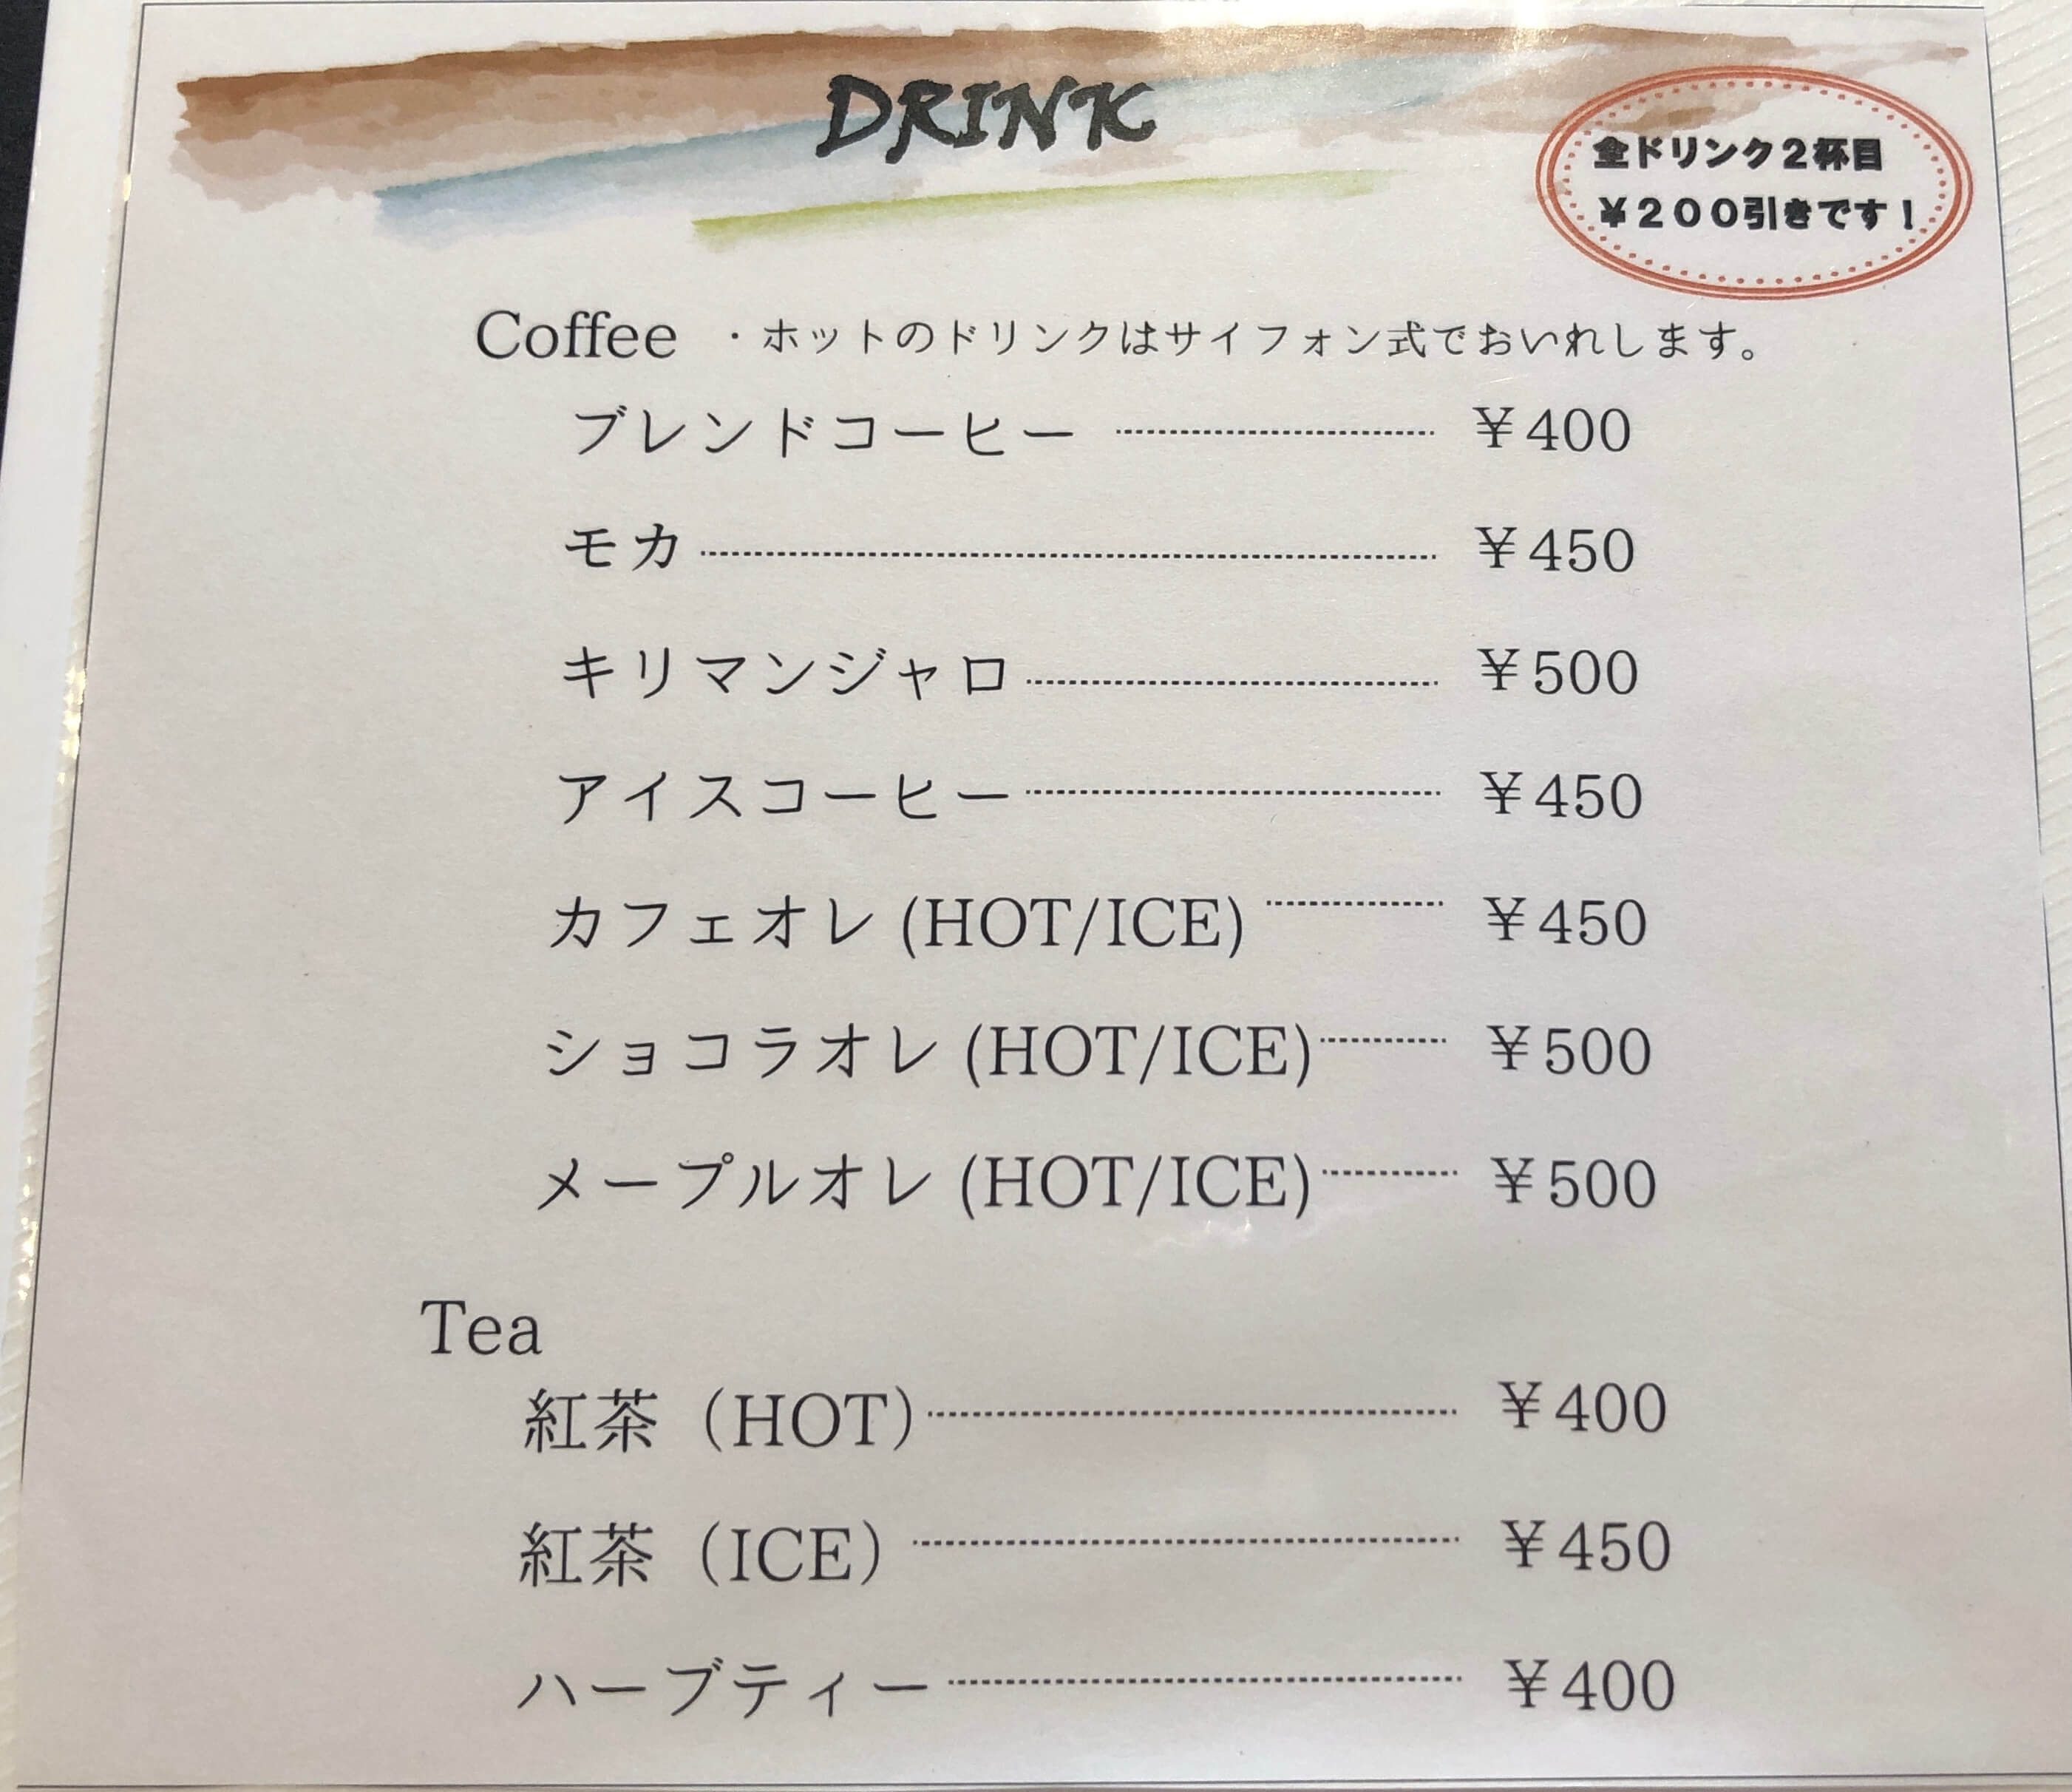 DRINK
全ドリンク２杯目
￥２００引きです！
Coffee ・ホットのドリンクはサイフォン式でおいれします。
ブレンドコーヒー ¥400
モカ ¥450
キリマンジャロ ¥500
アイスコーヒー ¥450
カフェオレ (HOT/ICE) ¥450
ショコラオレ (HOT/ICE) ¥500
メープルオレ (HOT/ICE) ¥500
Tea
紅茶（HOT） ¥400
紅茶（ICE） ¥450
ハーブティー ¥400